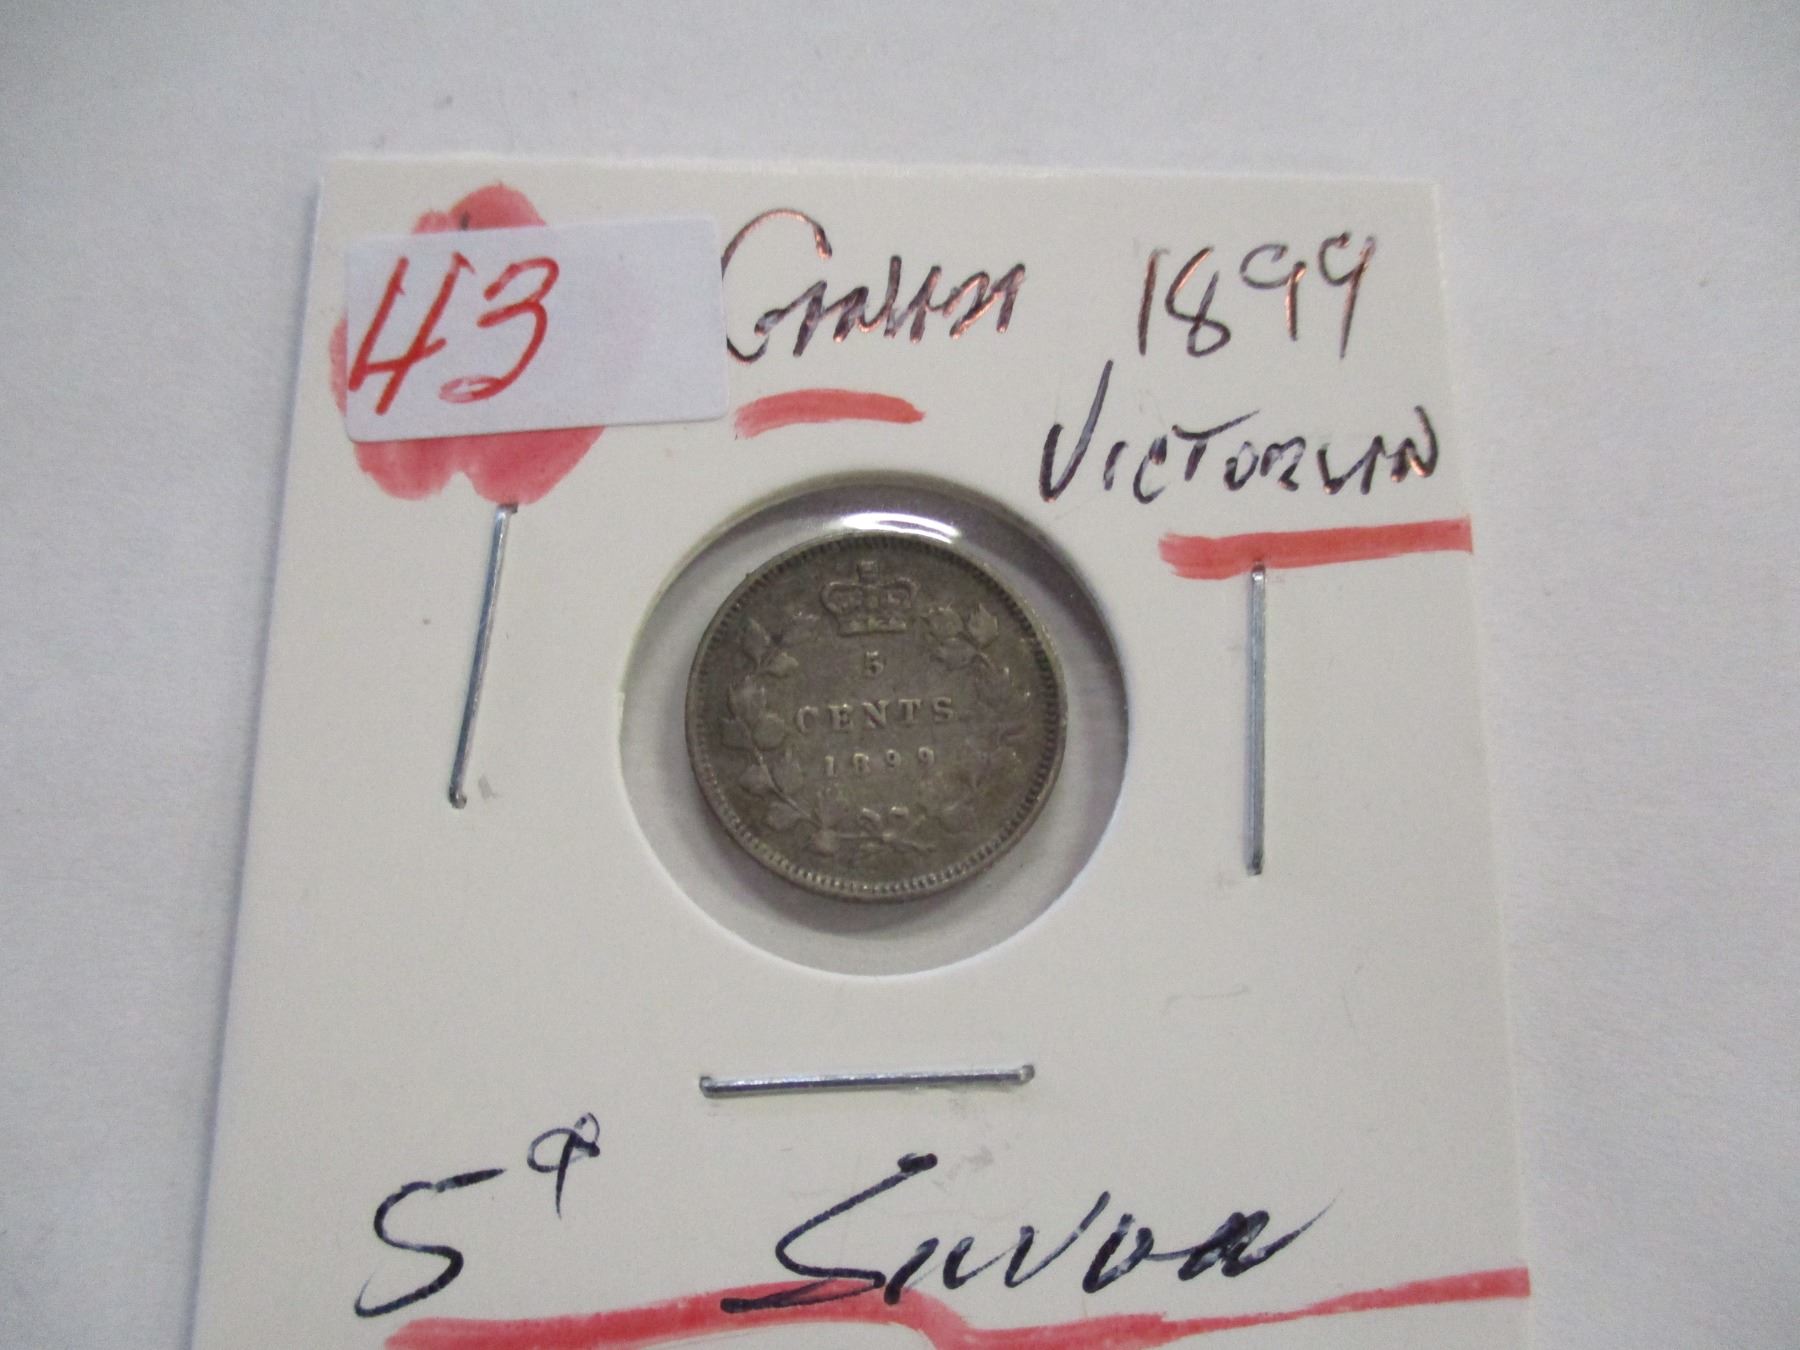 43 Canada 1899
Victorian
5
CENTS
1899
5¢ Silver